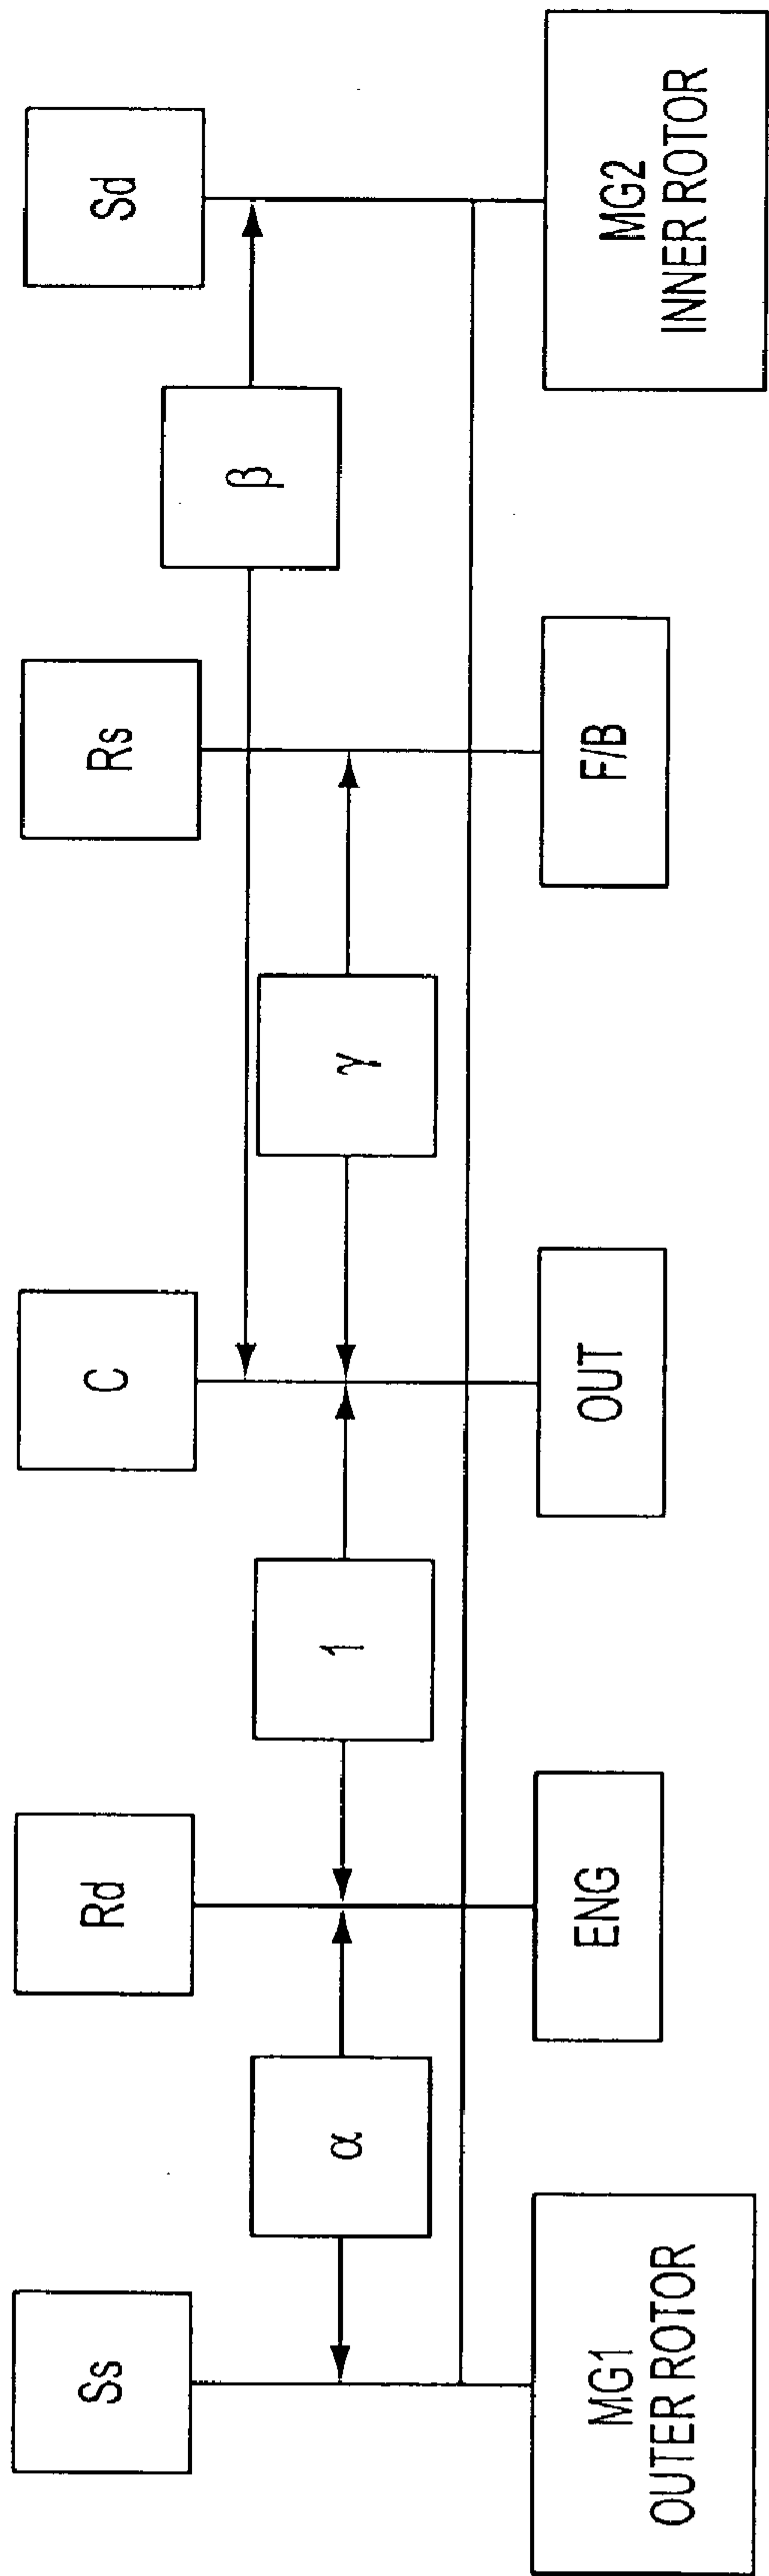 Ss
Rd
C
Rs
Sd
β
α
1
γ
MG1
OUTER ROTOR
ENG
OUT
F/B
MG2
INNER ROTOR